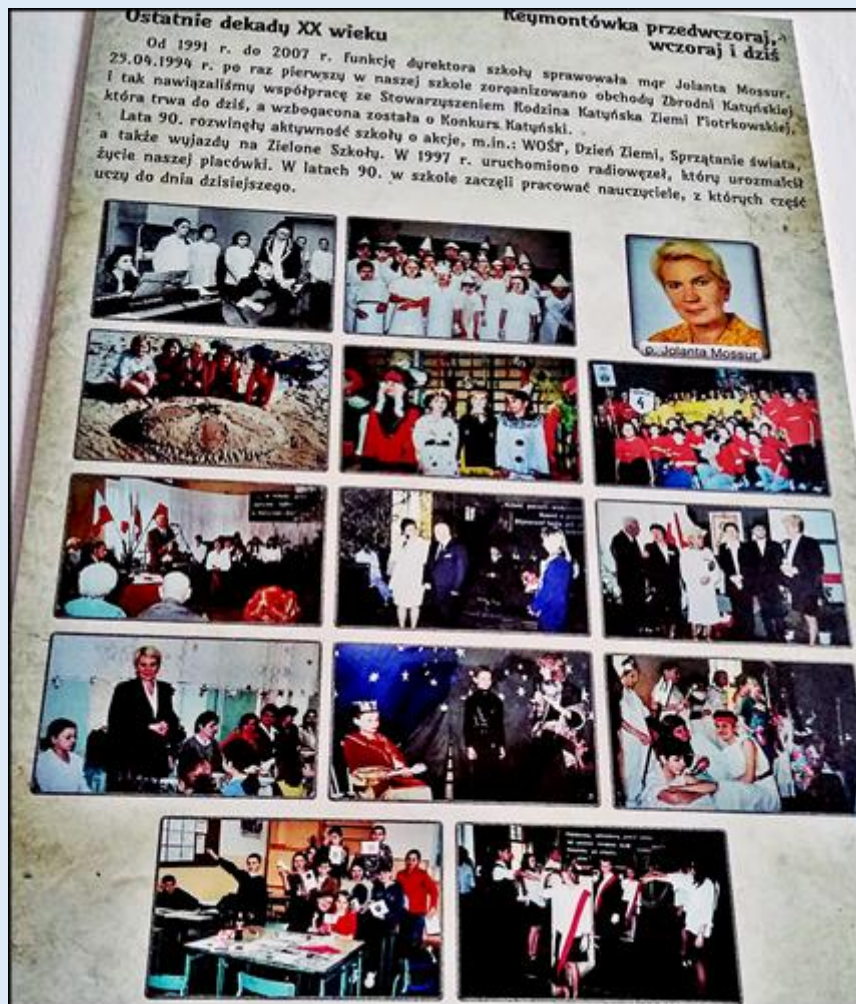 Ostatnie dekady XX wieku
Reymontówka przedwczoraj,
wczoraj i dziś
Od 1991 r. do 2007 r. funkcję dyrektora szkoły sprawowała mgr Jolanta Mossur.
25.04.1994 r. po raz pierwszy w naszej szkole zorganizowano obchody Zbrodni Katyńskiej
i tak nawiązaliśmy współpracę ze Stowarzyszeniem Rodzina Katyńska Ziemi Piotrkowskiej,
która trwa do dziś, a wzbogacona została o Konkurs Katyński.
Lata 90. rozwinęły aktywność szkoły o akcje, m.in.: WOŚP, Dzień Ziemi, Sprzątanie świata,
a także wyjazdy na Zielone Szkoły. W 1997 r. uruchomiono radiowęzeł, który urozmaicił
życie naszej placówki. W latach 90. w szkole zaczęli pracować nauczyciele, z których część
uczy do dnia dzisiejszego.
p. Jolanta Mossur
4